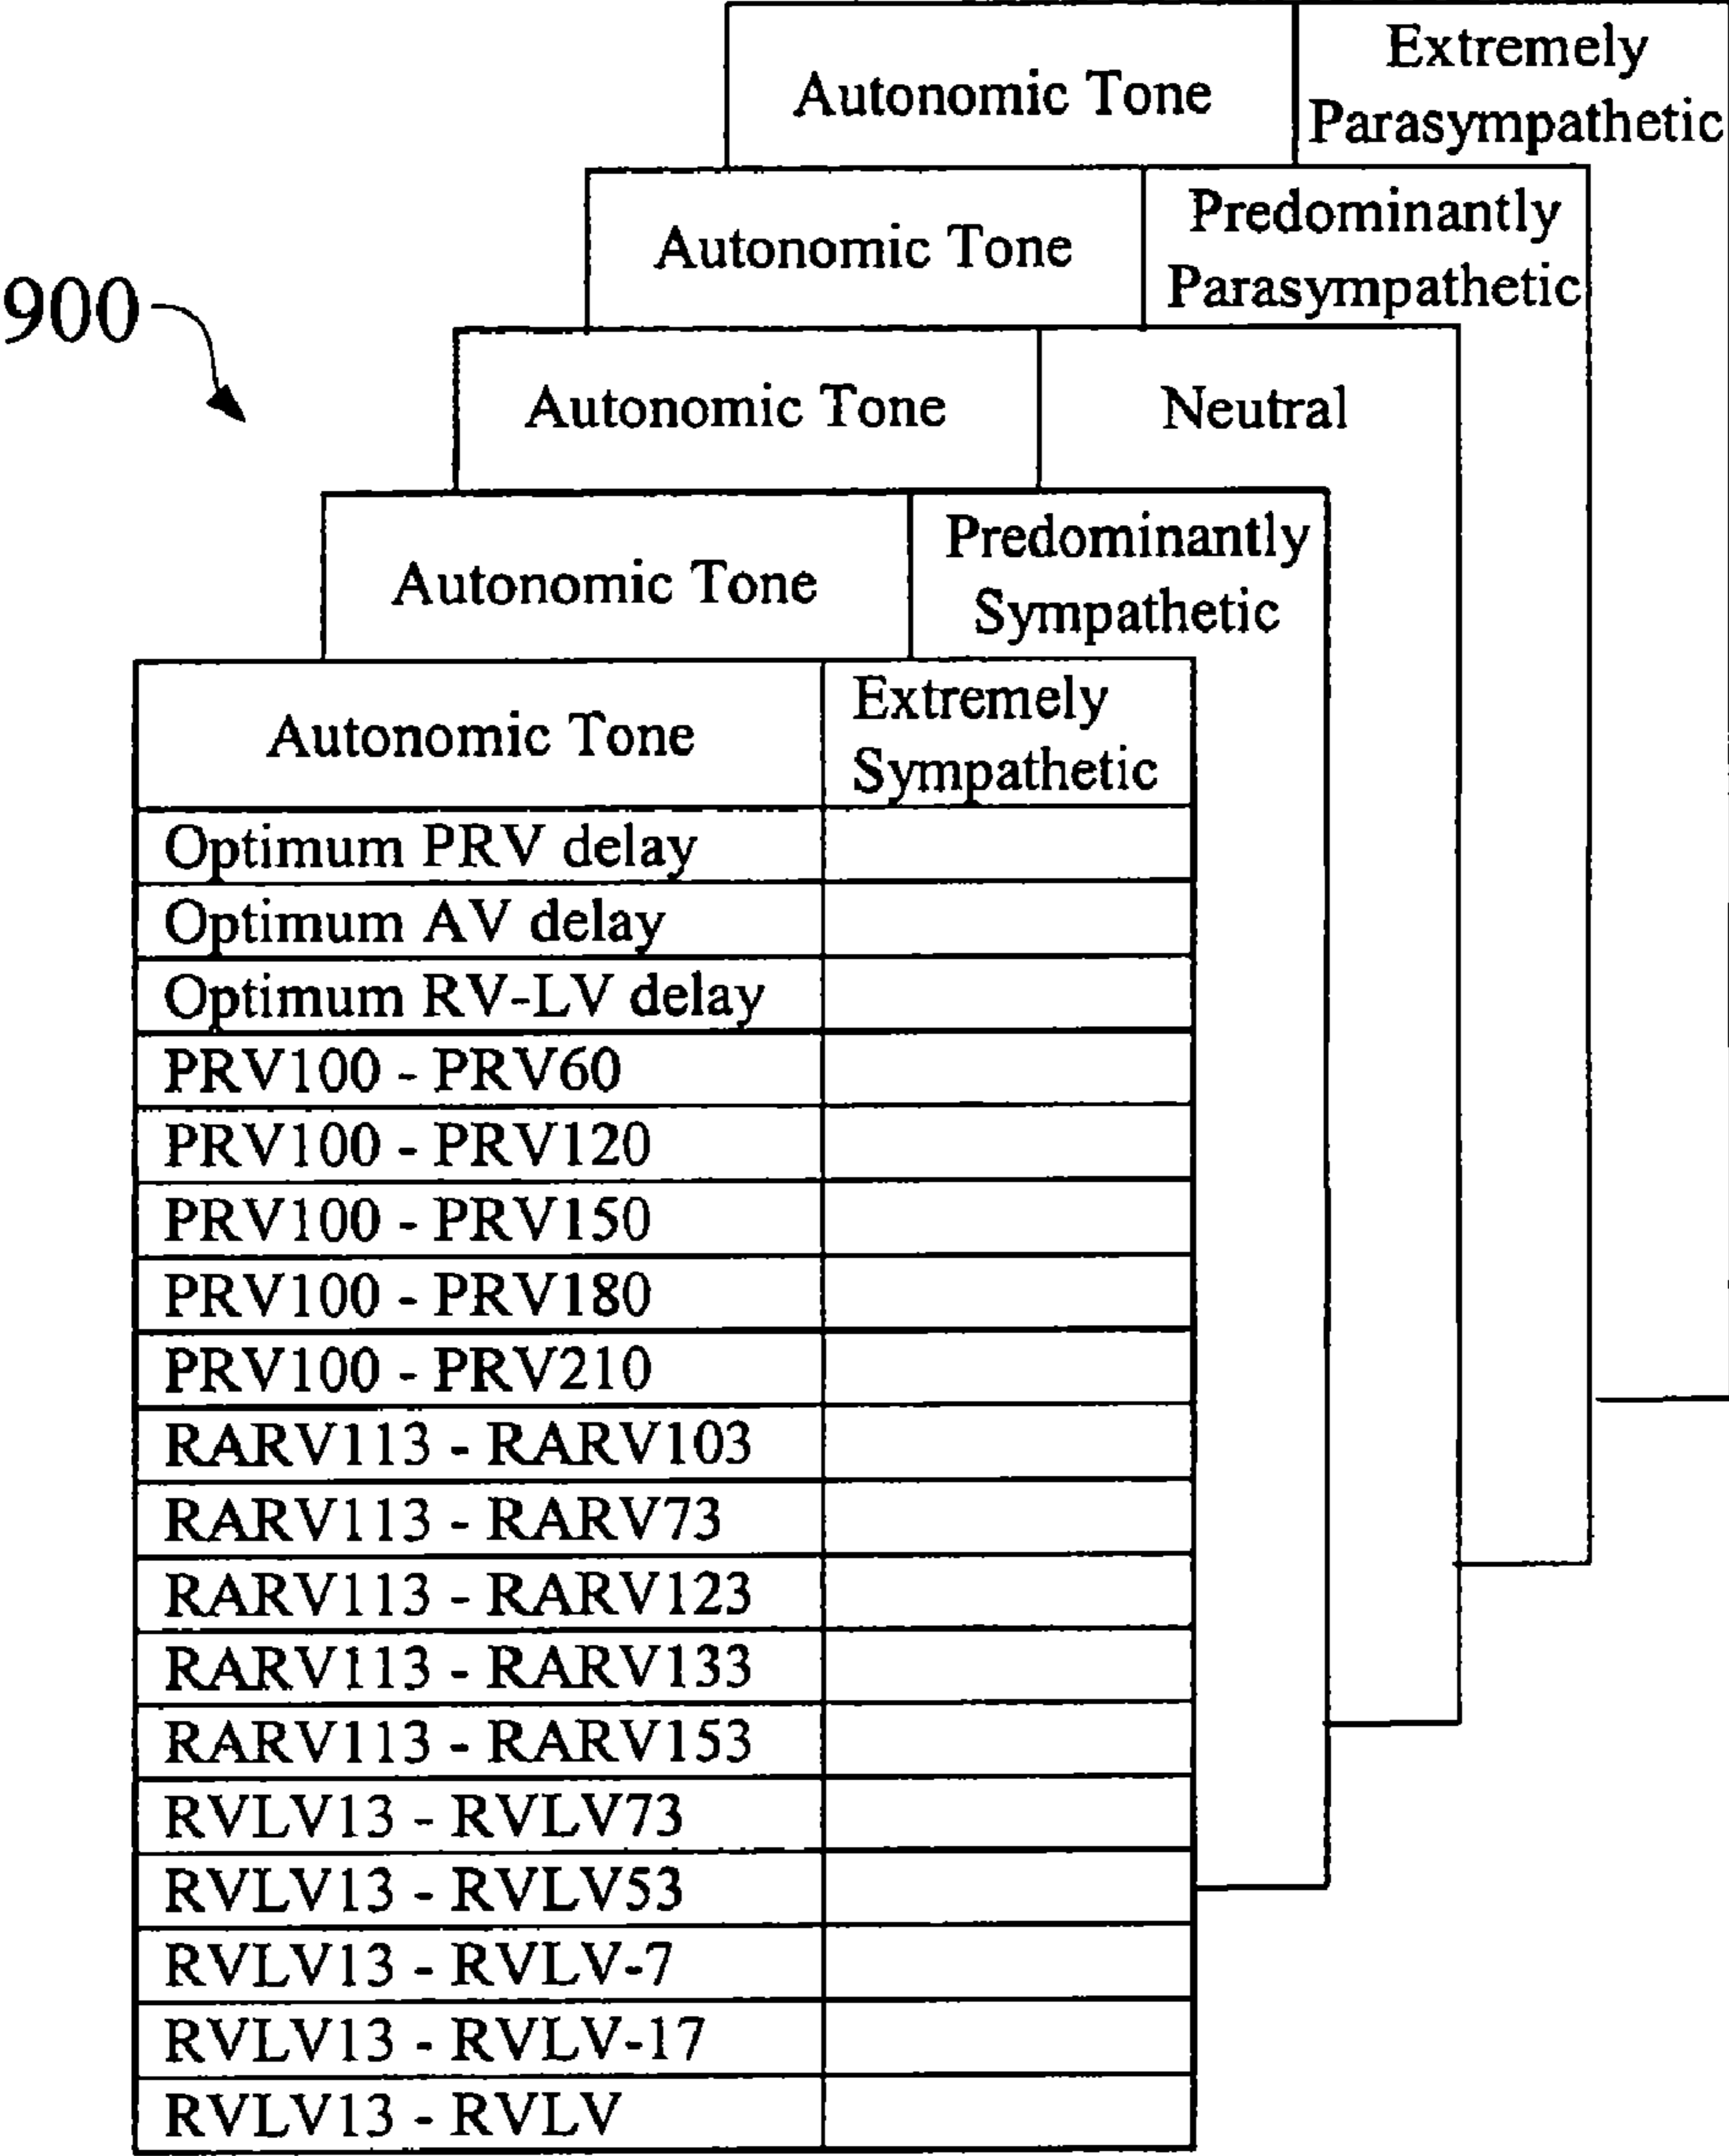 Autonomic Tone
Extremely
Parasympathetic
Autonomic Tone
Predominantly
Parasympathetic
900
Autonomic Tone
Neutral
Autonomic Tone
Predominantly
Sympathetic
Autonomic Tone
Extremely
Sympathetic
Optimum PRV delay
Optimum AV delay
Optimum RV-LV delay
PRV100 - PRV60
PRV100 - PRV120
PRV100 - PRV150
PRV100 - PRV180
PRV100 - PRV210
RARV113 - RARV103
RARV113 - RARV73
RARV113 - RARV123
RARV113 - RARV133
RARV113 - RARV153
RVLV13 - RVLV73
RVLV13 - RVLV53
RVLV13 - RVLV-7
RVLV13 - RVLV-17
RVLV13 - RVLV